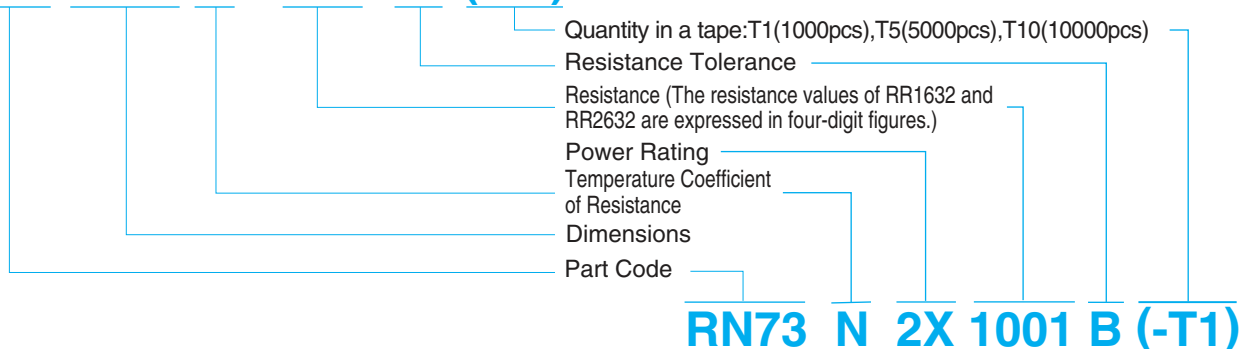 Quantity in a tape:T1(1000pcs),T5(5000pcs),T10(10000pcs)
Resistance Tolerance
Resistance (The resistance values of RR1632 and
RR2632 are expressed in four-digit figures.)
Power Rating
Temperature Coefficient
of Resistance
Dimensions
Part Code
RN73 N 2X 1001 B (-T1)